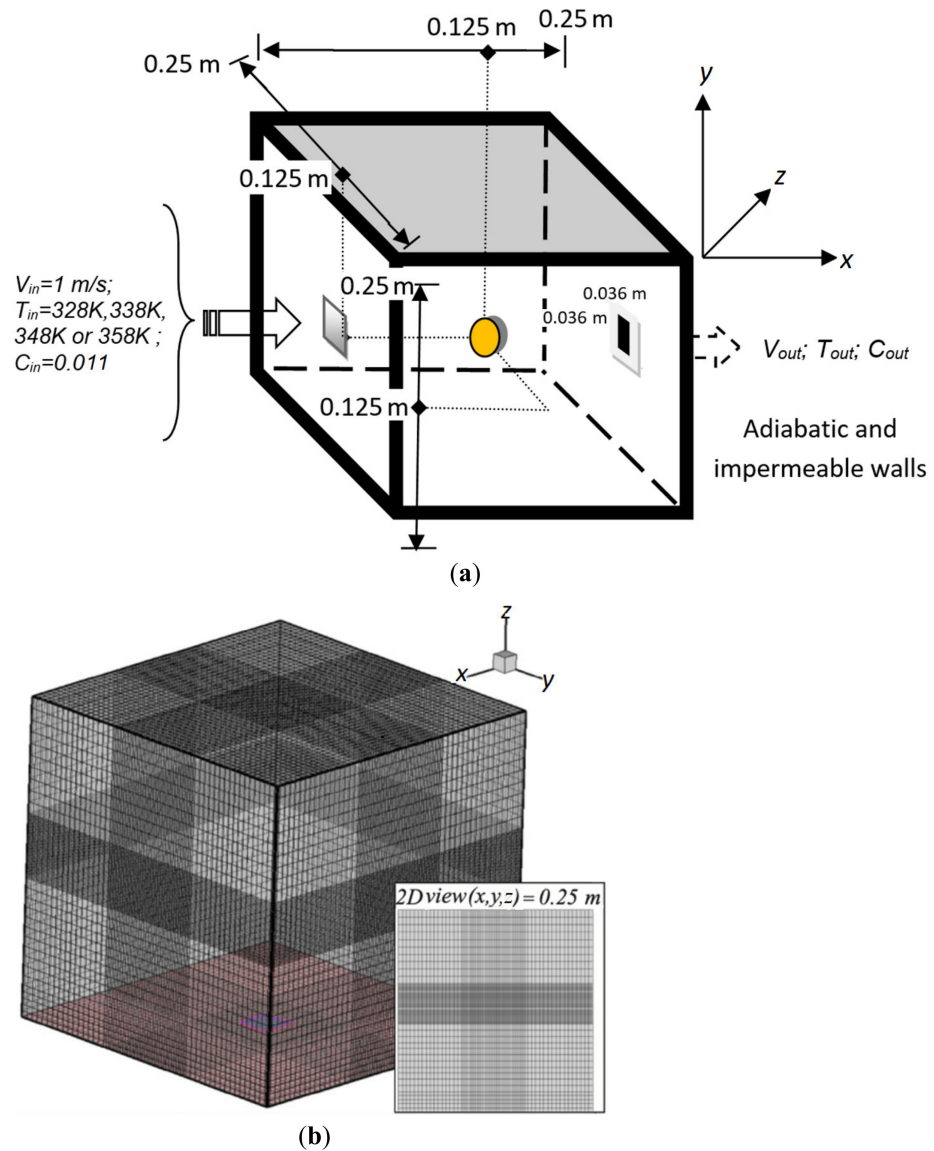 0.25 m
0.125 m
0.25 m
y
0.125 m
z
x
V_in=1 m/s;
T_in=328K,338K,
348K or 358K ;
C_in=0.011
0.25 m
0.036 m
0.036 m
V_out; T_out; C_out
0.125 m
Adiabatic and
impermeable walls
(a)
z
x
y
2D view(x,y,z)= 0.25 m
(b)